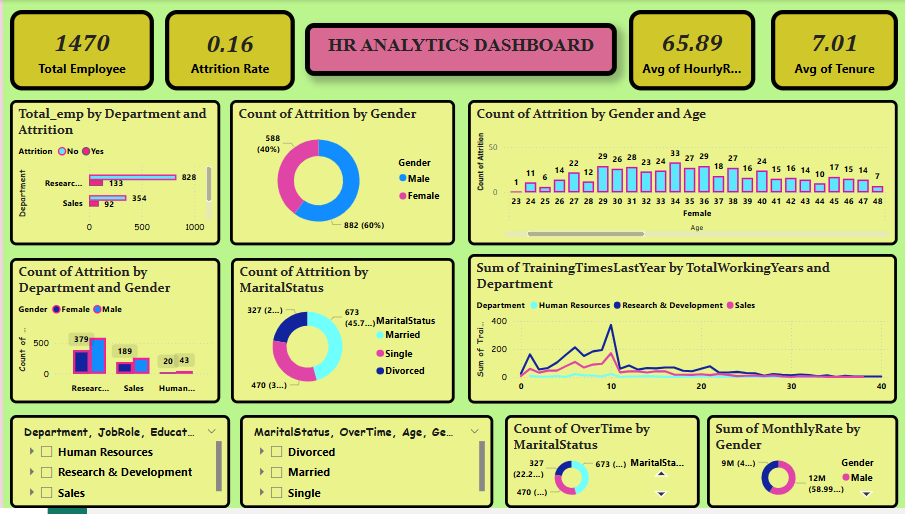 1470
Total Employee
0.16
Attrition Rate
HR ANALYTICS DASHBOARD
65.89
Avg of HourlyR...
7.01
Avg of Tenure
Total_emp by Department and
Attrition
Attrition No Yes
Department
Researc... 828
133
Sales 354
92
0 500 1000
Count of Attrition by Gender
588
(40%)
882 (60%)
Gender
Male
Female
Count of Attrition by Gender and Age
Count of Attrition
50
0
1 11 6 14 22 12 29 26 28 23 24 33 27 29 18 27 16 24 15 16 14 10 17 15 14 7
23 24 25 26 27 28 29 30 31 32 33 34 35 36 37 38 39 40 41 42 43 44 45 46 47 48
Female
Age
Count of Attrition by
Department and Gender
Gender Female Male
Count of ...
500
0
379
189
20 43
Researc... Sales Human...
Count of Attrition by
MaritalStatus
327 (2...)
673
(45.7...)
470 (3...)
MaritalStatus
Married
Single
Divorced
Sum of TrainingTimesLastYear by TotalWorkingYears and
Department
Department Human Resources Research & Development Sales
Sum of Trai...
400
200
0
0 10 20 30 40
Department, JobRole, Educat...
Human Resources
Research & Development
Sales
MaritalStatus, OverTime, Age, Ge...
Divorced
Married
Single
Count of OverTime by
MaritalStatus
327
(22.2...)
673 (...)
470 (...)
MaritalSta...
Sum of MonthlyRate by
Gender
9M (4...)
12M
(58.99...)
Gender
Male